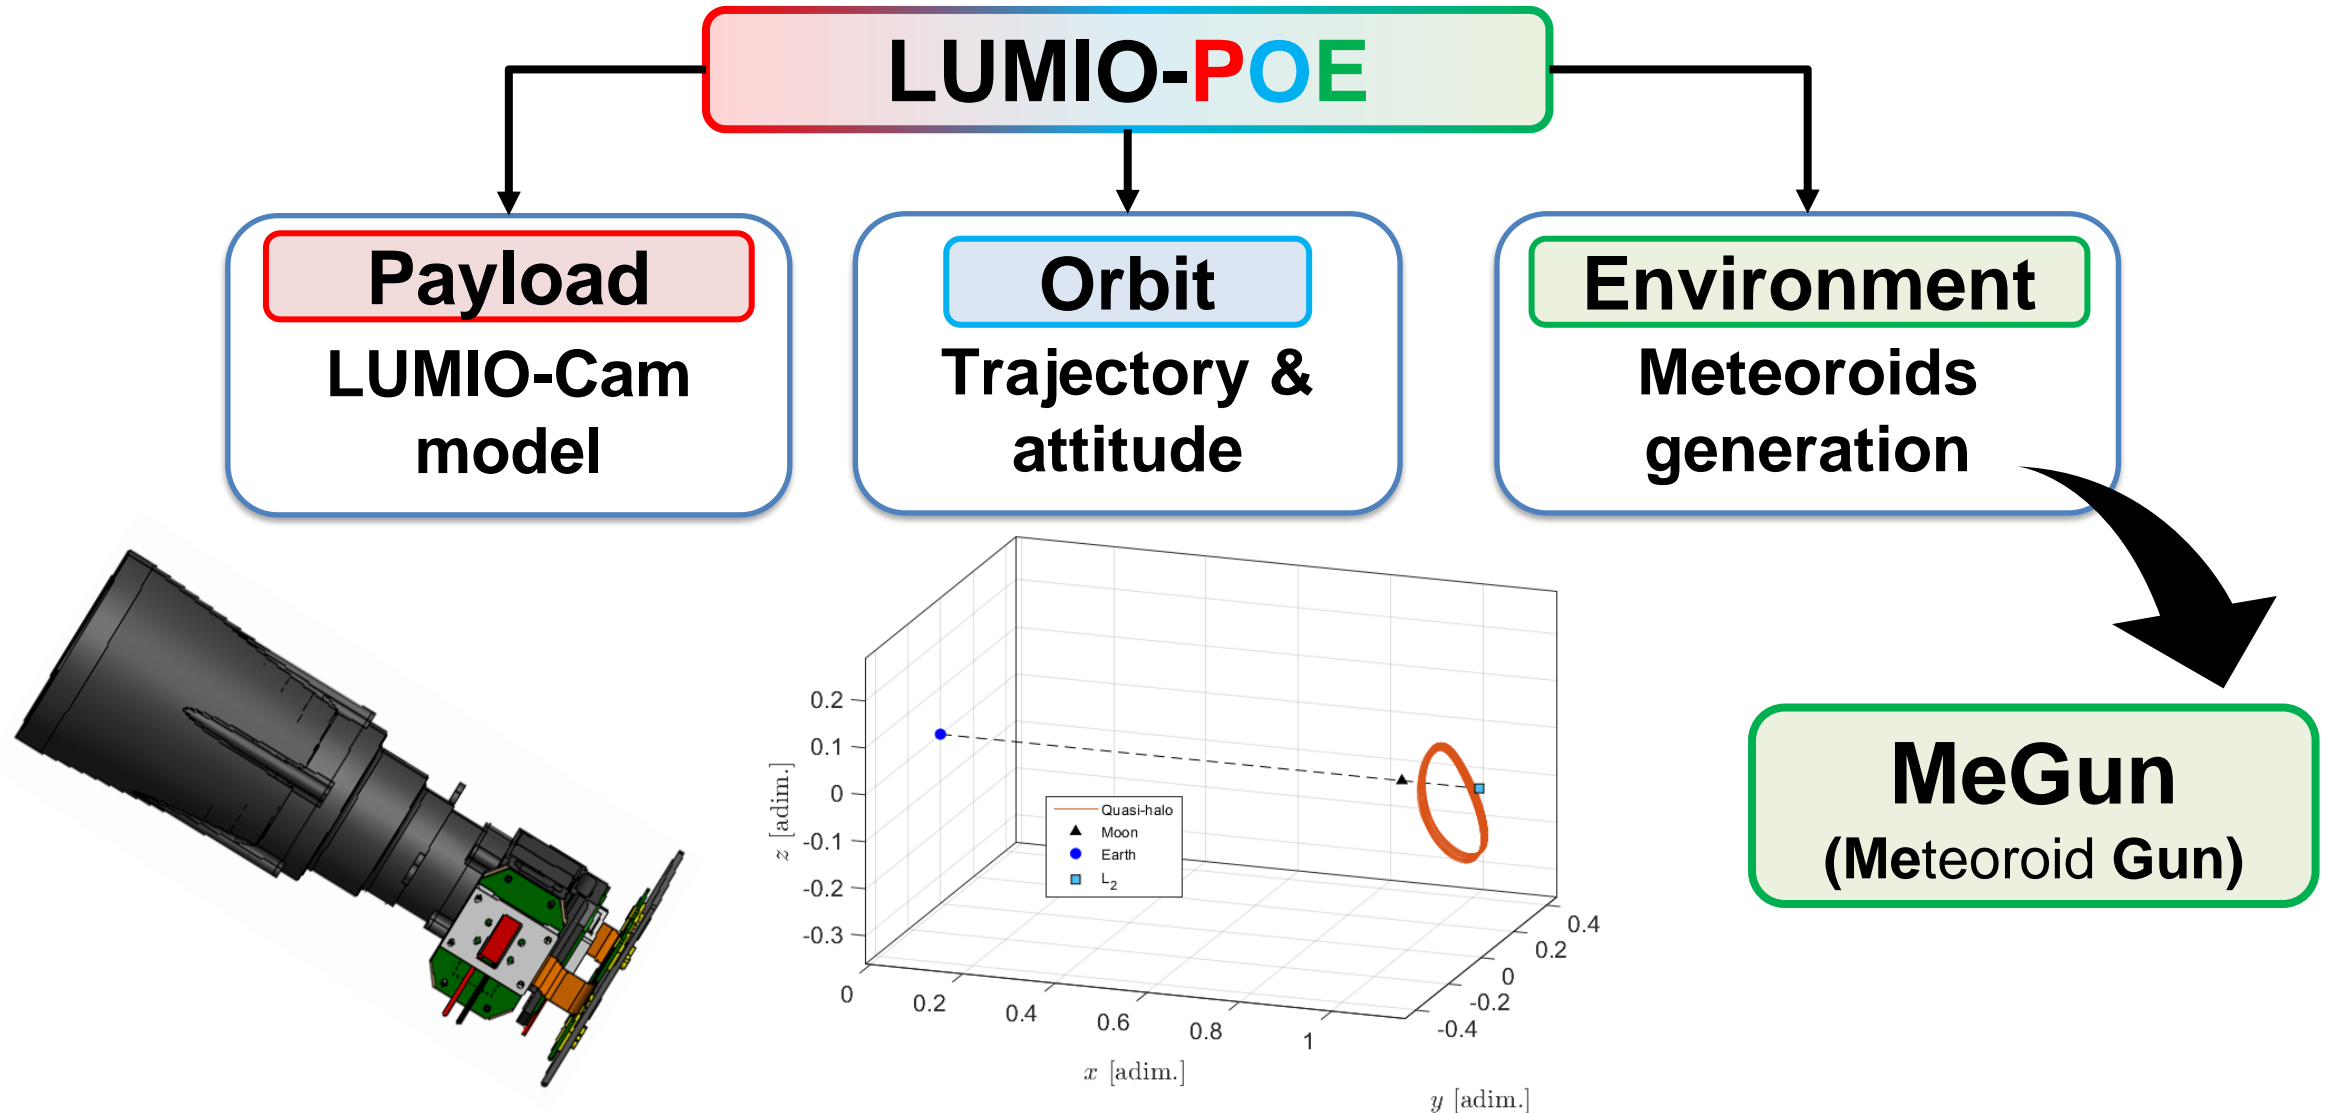 LUMIO-POE
Payload
LUMIO-Cam
model
Orbit
Trajectory &
attitude
Environment
Meteoroids
generation
MeGun
(Meteoroid Gun)
0.2
0.1
0
-0.1
-0.2
-0.3
z [adim.]
Quasi-halo
Moon
Earth
L2
0
0.2
0.4
0.6
0.8
1
x [adim.]
0.4
0.2
0
-0.2
-0.4
y [adim.]